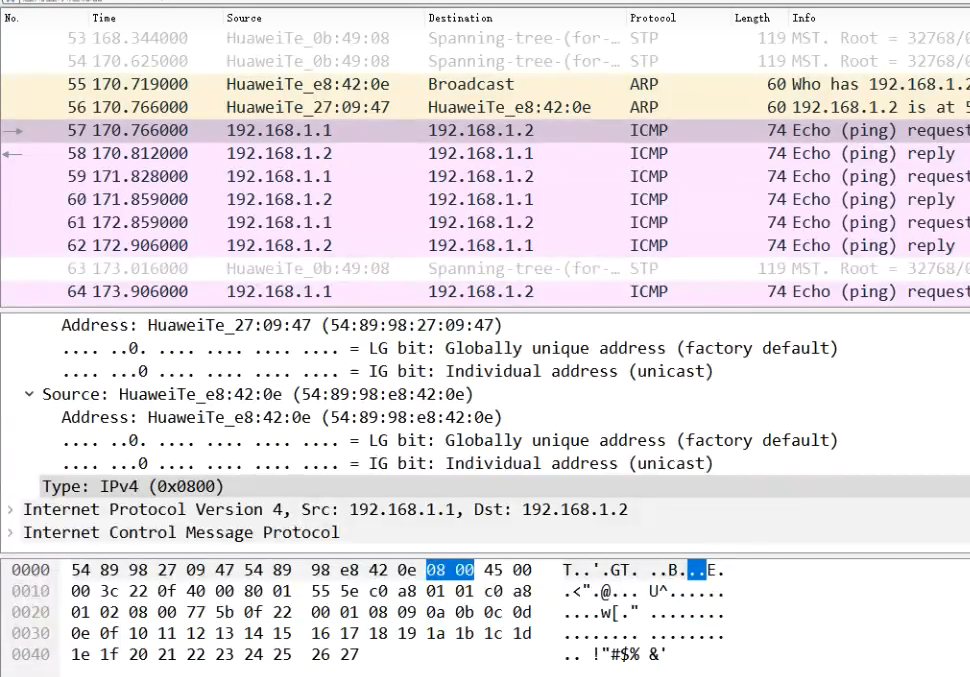 No. Time Source Destination Protocol Length Info
53 168.344000 HuaweiTe_0b:49:08 Spanning-tree-(for-… STP 119 MST. Root = 32768/0
54 170.625000 HuaweiTe_0b:49:08 Spanning-tree-(for-… STP 119 MST. Root = 32768/0
55 170.719000 HuaweiTe_e8:42:0e Broadcast ARP 60 Who has 192.168.1.2
56 170.766000 HuaweiTe_27:09:47 HuaweiTe_e8:42:0e ARP 60 192.168.1.2 is at 5
57 170.766000 192.168.1.1 192.168.1.2 ICMP 74 Echo (ping) request
58 170.812000 192.168.1.2 192.168.1.1 ICMP 74 Echo (ping) reply
59 171.828000 192.168.1.1 192.168.1.2 ICMP 74 Echo (ping) request
60 171.859000 192.168.1.2 192.168.1.1 ICMP 74 Echo (ping) reply
61 172.859000 192.168.1.1 192.168.1.2 ICMP 74 Echo (ping) request
62 172.906000 192.168.1.2 192.168.1.1 ICMP 74 Echo (ping) reply
63 173.016000 HuaweiTe_0b:49:08 Spanning-tree-(for-… STP 119 MST. Root = 32768/0
64 173.906000 192.168.1.1 192.168.1.2 ICMP 74 Echo (ping) request
Address: HuaweiTe_27:09:47 (54:89:98:27:09:47)
.... ..0. .... .... .... .... = LG bit: Globally unique address (factory default)
.... ...0 .... .... .... .... = IG bit: Individual address (unicast)
Source: HuaweiTe_e8:42:0e (54:89:98:e8:42:0e)
Address: HuaweiTe_e8:42:0e (54:89:98:e8:42:0e)
.... ..0. .... .... .... .... = LG bit: Globally unique address (factory default)
.... ...0 .... .... .... .... = IG bit: Individual address (unicast)
Type: IPv4 (0x0800)
Internet Protocol Version 4, Src: 192.168.1.1, Dst: 192.168.1.2
Internet Control Message Protocol
0000 54 89 98 27 09 47 54 89 98 e8 42 0e 08 00 45 00 T..'.GT. ..B...E.
0010 00 3c 22 0f 40 00 80 01 55 5e c0 a8 01 01 c0 a8 .<".@... U^......
0020 01 02 08 00 77 5b 0f 22 00 01 08 09 0a 0b 0c 0d ....w[." ........
0030 0e 0f 10 11 12 13 14 15 16 17 18 19 1a 1b 1c 1d ........ ........
0040 1e 1f 20 21 22 23 24 25 26 27 .. !"#$% &'